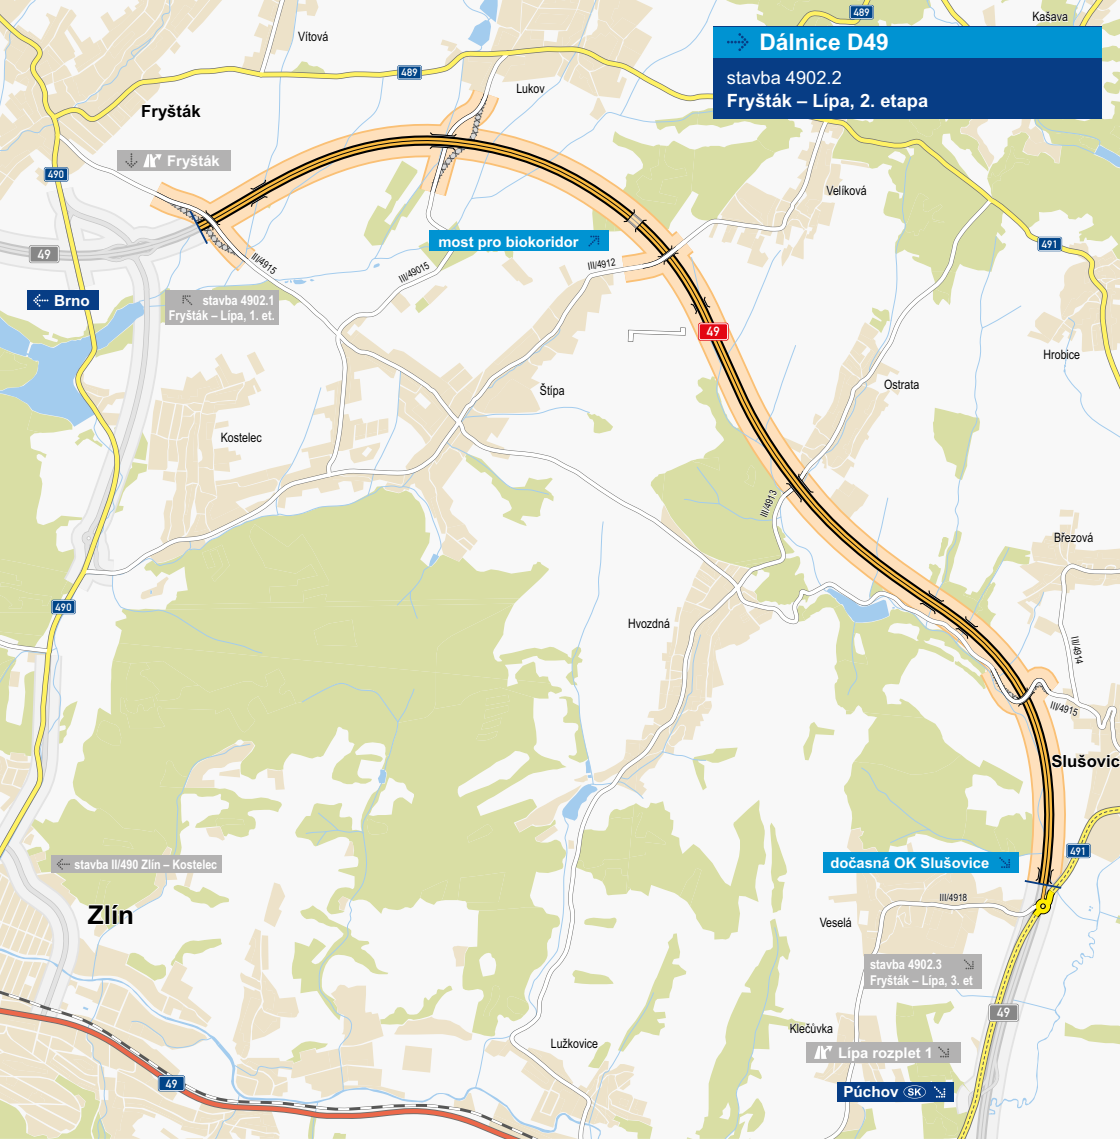 489
Kašava
Vítová
Dálnice D49
489
stavba 4902.2
Lukov
Fryšták – Lípa, 2. etapa
Fryšták
Fryšták
490
Velíková
most pro biokoridor
491
49
III/4915
III/49015
III/4912
Brno
stavba 4902.1
Fryšták – Lípa, 1. et.
49
Hrobice
Štípa
Ostrata
Kostelec
III/4913
Březová
490
Hvozdná
III/4914
III/4915
Slušovic
491
dočasná OK Slušovice
stavba II/490 Zlín – Kostelec
III/4918
Zlín
Veselá
stavba 4902.3
Fryšták – Lípa, 3. et
49
Klečůvka
Lužkovice
Lípa rozplet 1
49
Púchov SK